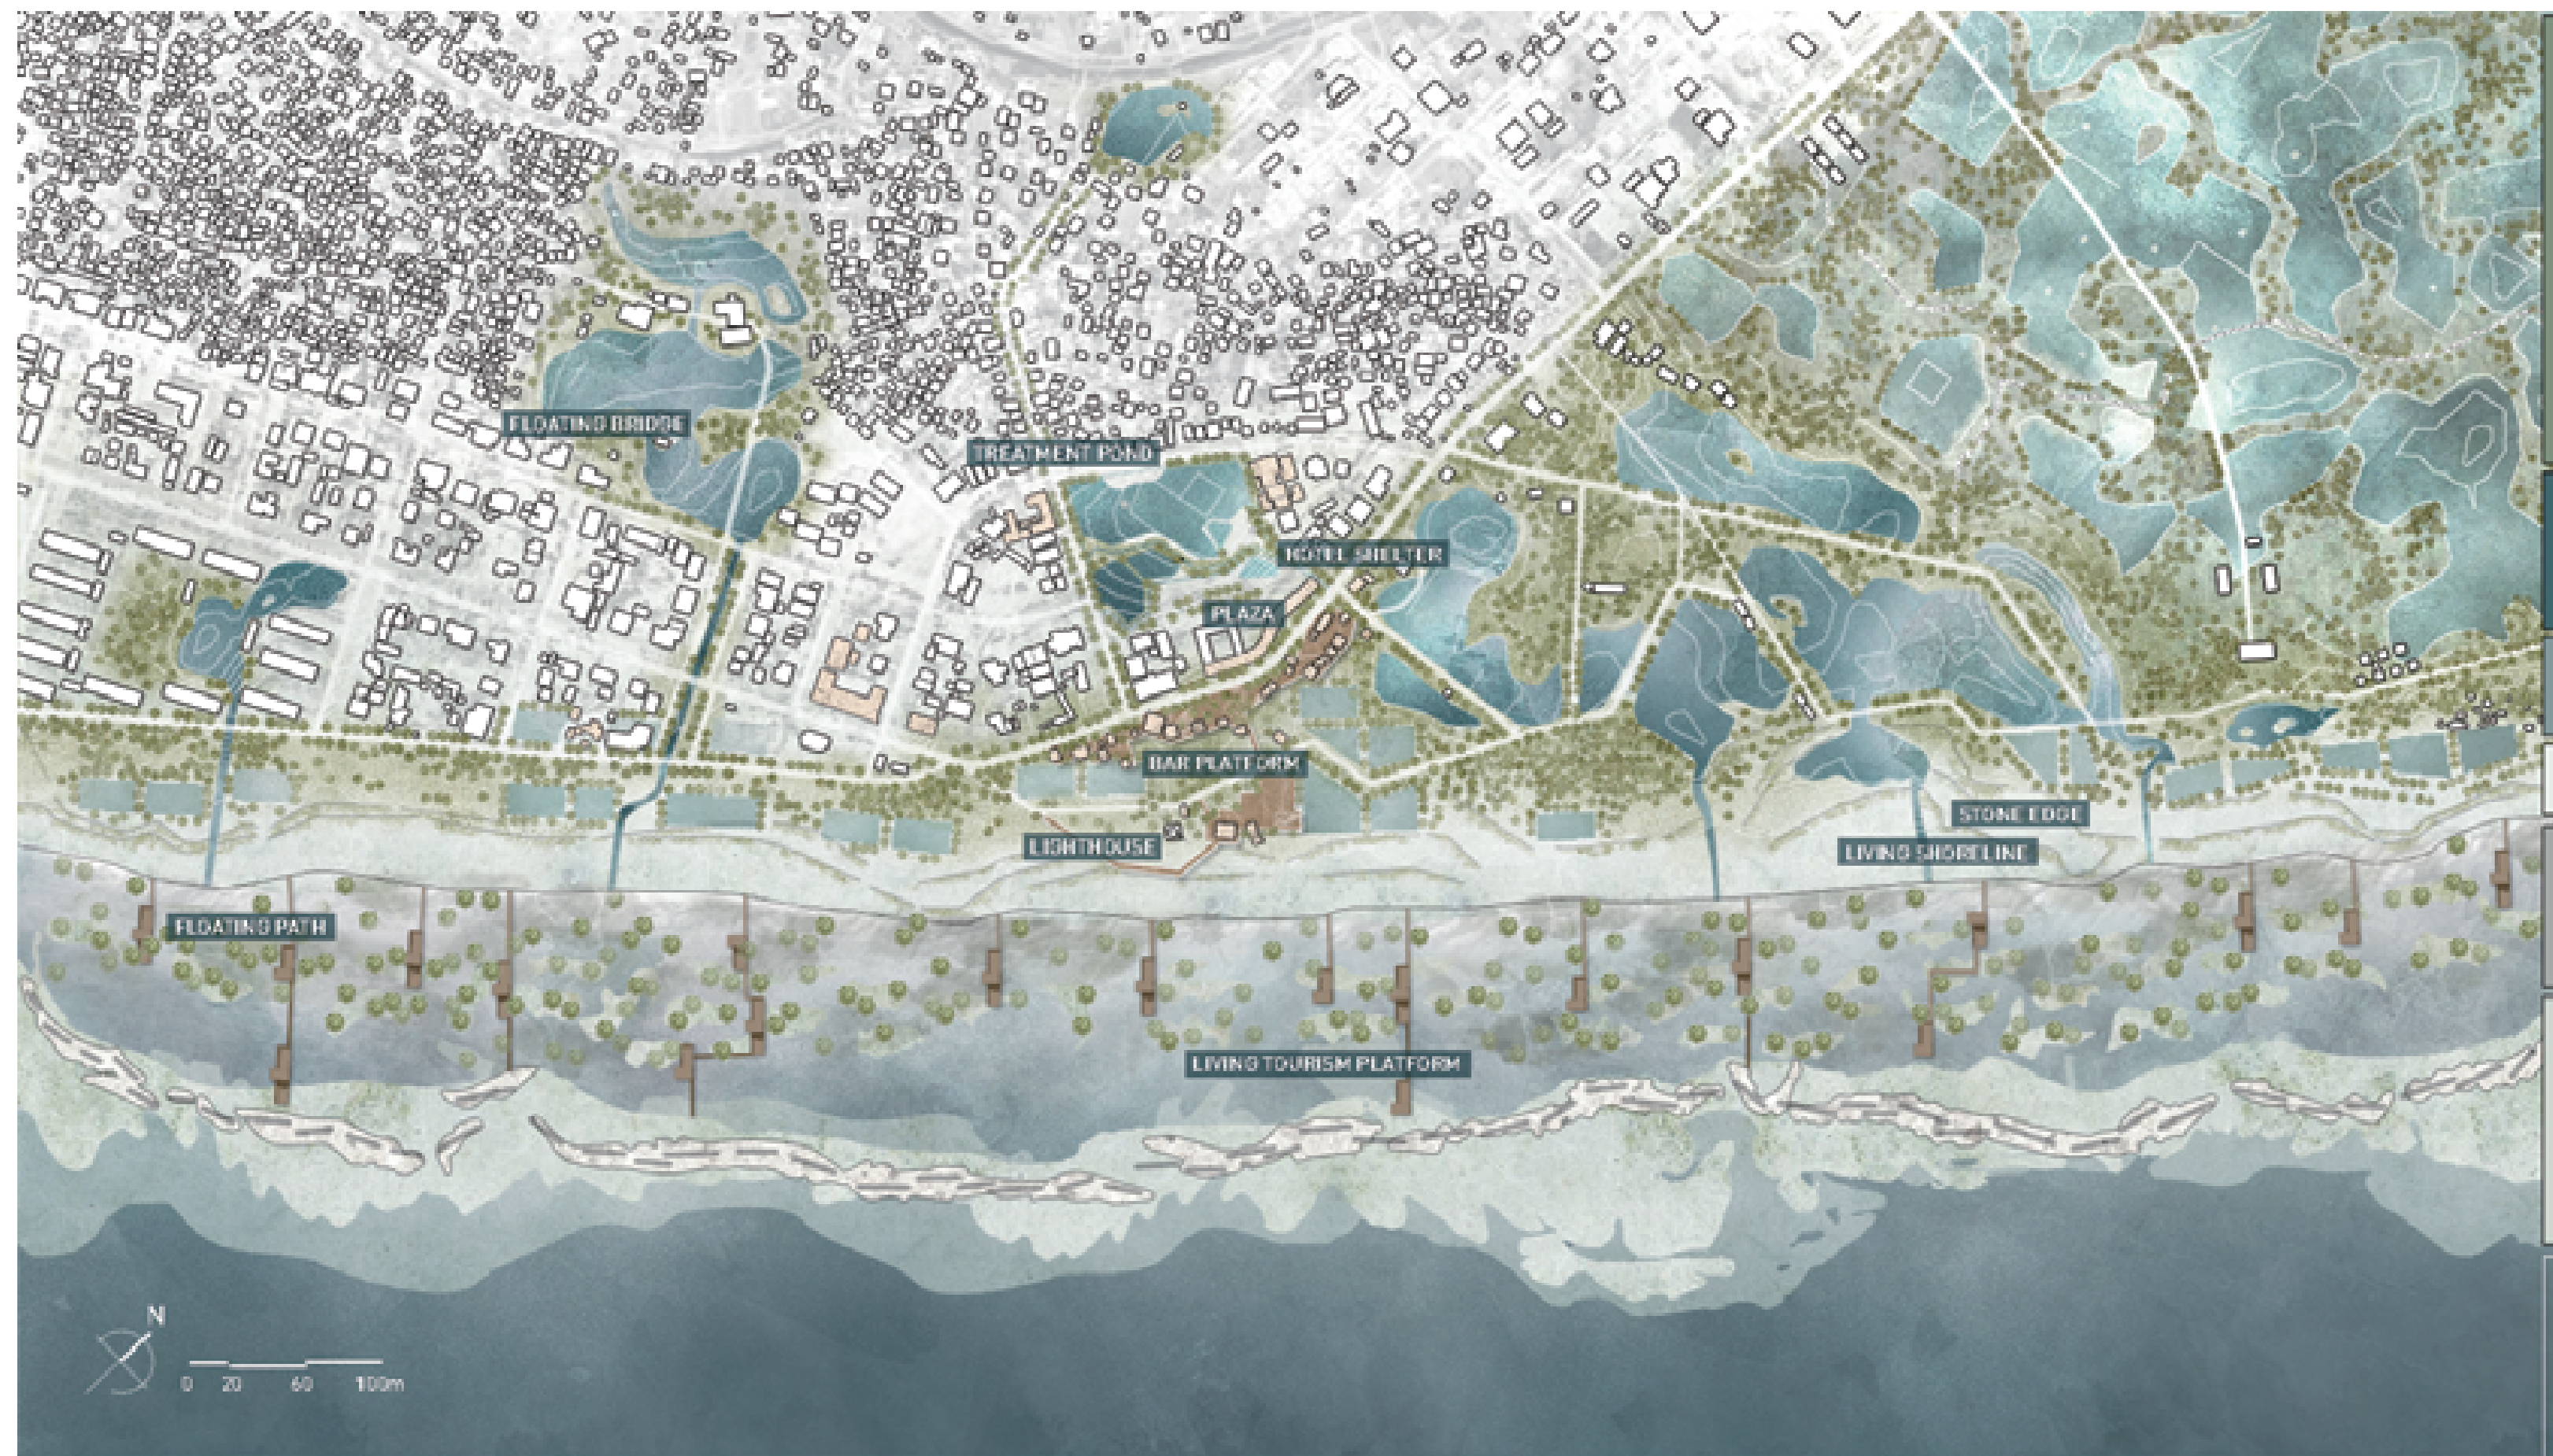 FLOATING BRIDGE
TREATMENT POND
HOTEL SHELTER
PLAZA
BAR PLATFORM
STONE EDGE
LIGHTHOUSE
LIVING SHORELINE
FLOATING PATH
LIVING TOURISM PLATFORM
N
0 20 60 100m